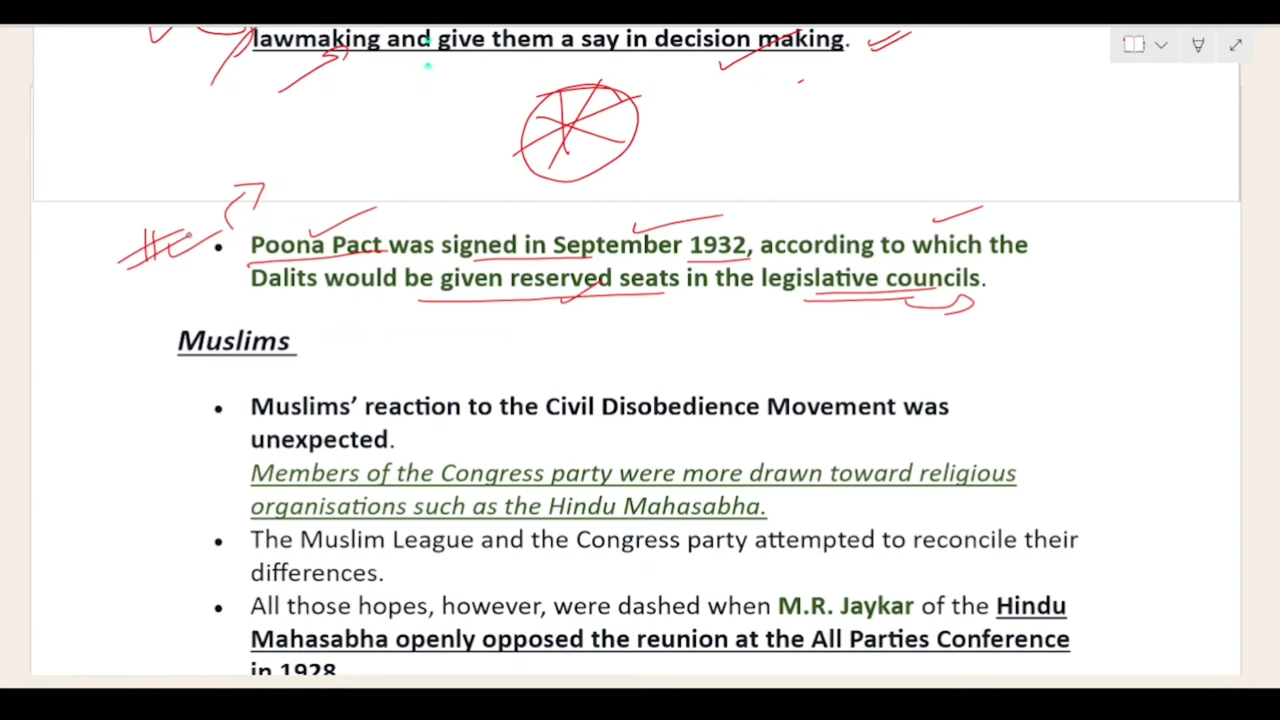 lawmaking and give them a say in decision making.
• Poona Pact was signed in September 1932, according to which the
Dalits would be given reserved seats in the legislative councils.
Muslims
• Muslims’ reaction to the Civil Disobedience Movement was
unexpected.
Members of the Congress party were more drawn toward religious
organisations such as the Hindu Mahasabha.
• The Muslim League and the Congress party attempted to reconcile their
differences.
• All those hopes, however, were dashed when M.R. Jaykar of the Hindu
Mahasabha openly opposed the reunion at the All Parties Conference
in 1928